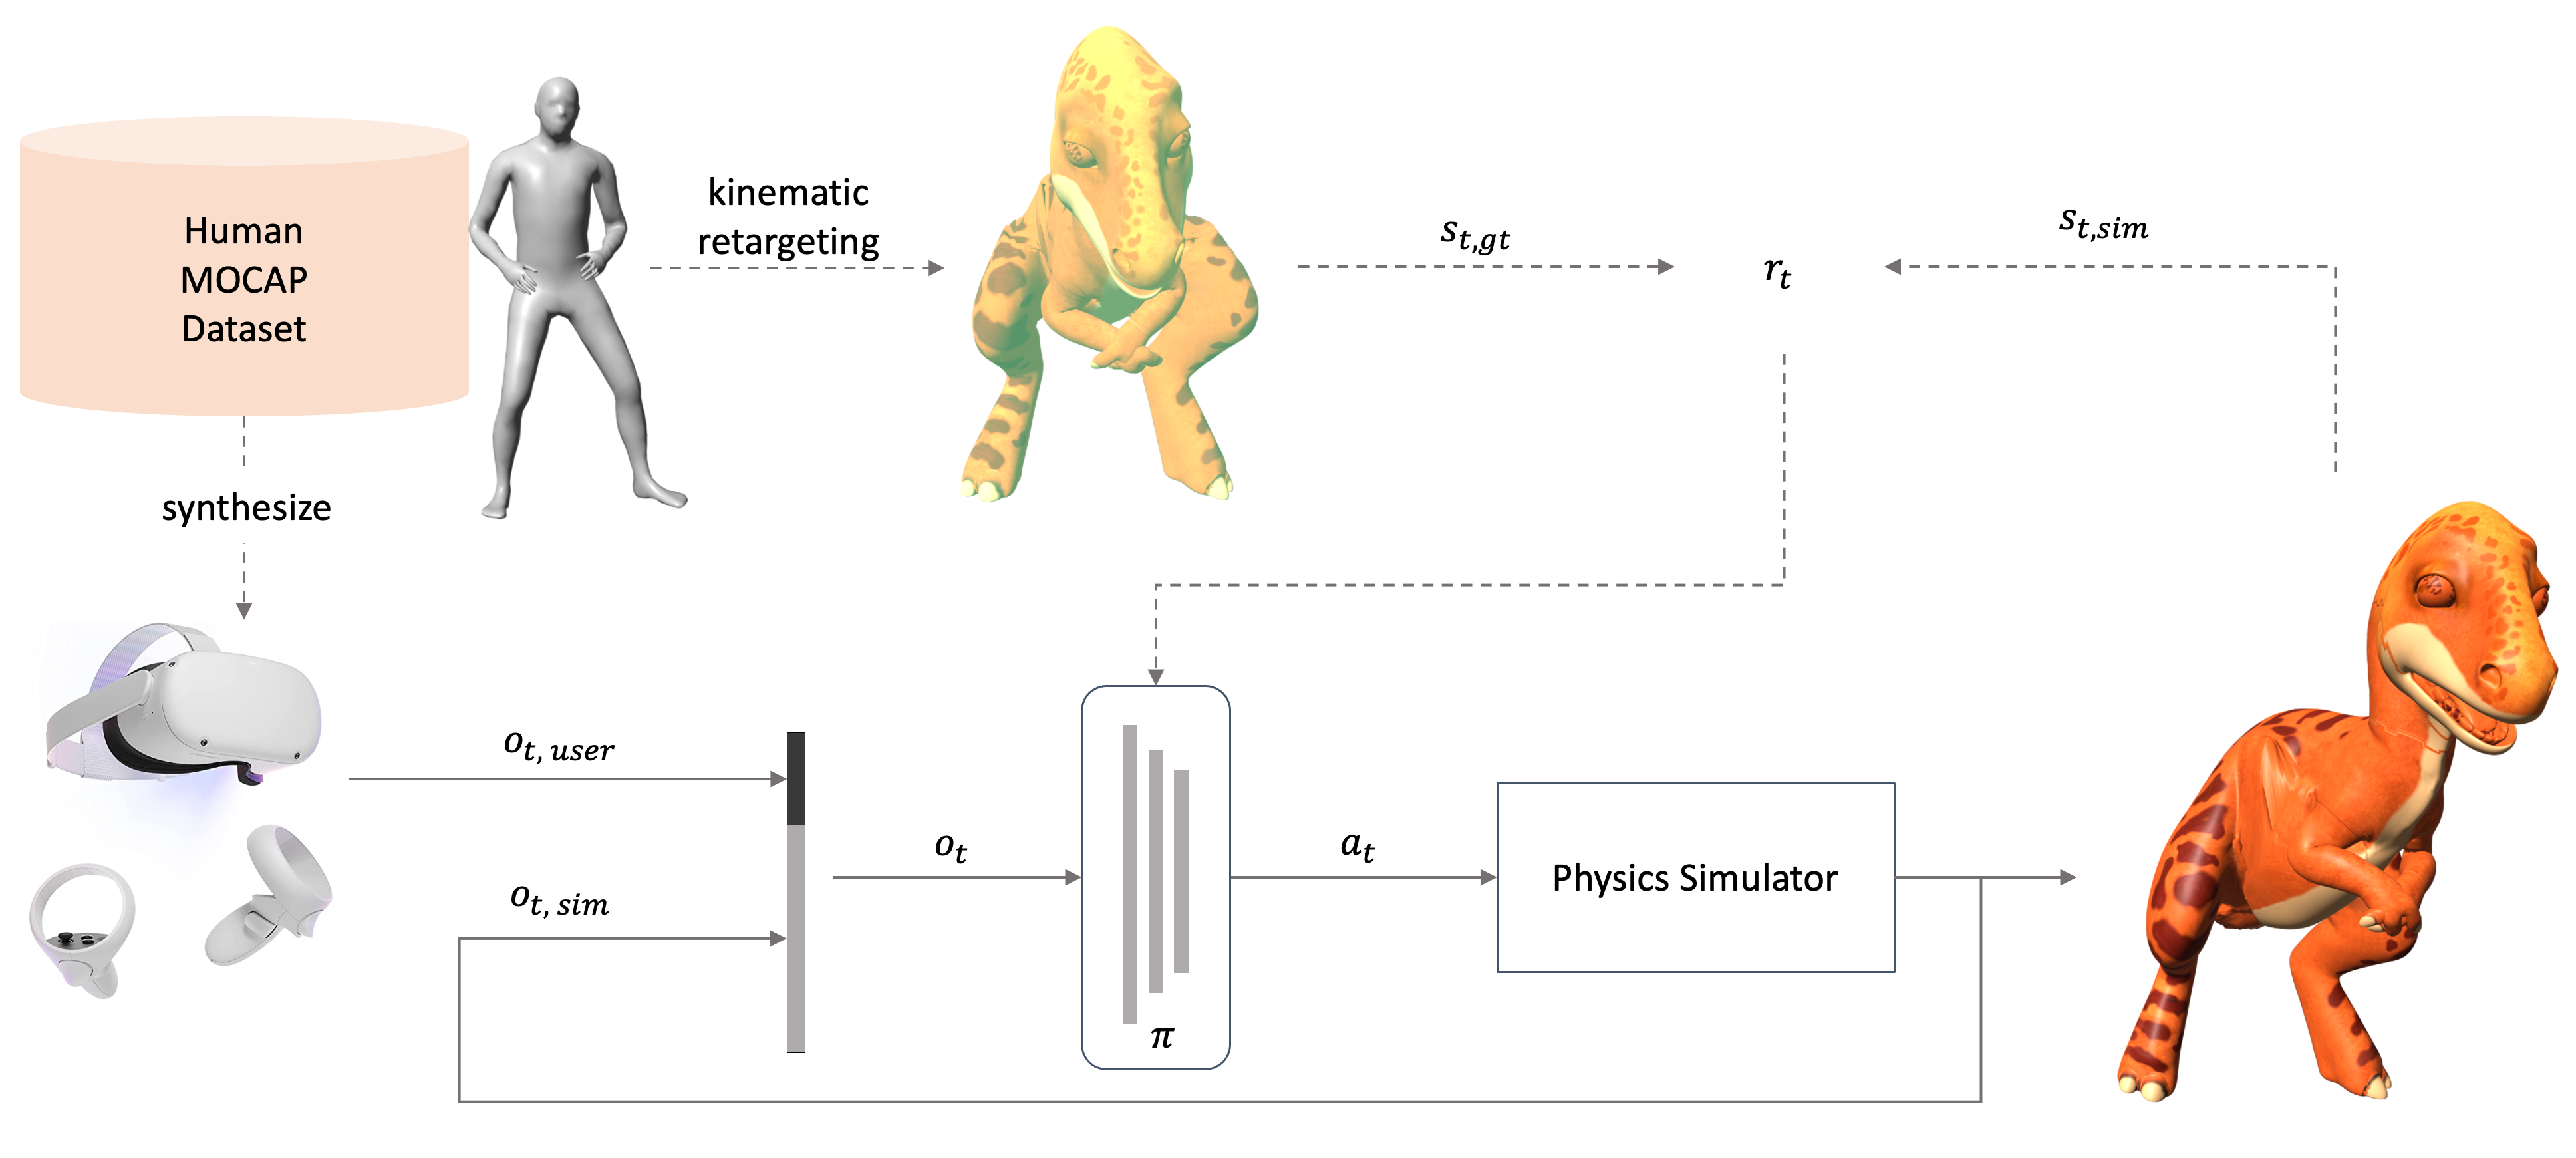 Human
MOCAP
Dataset
kinematic
retargeting
s_{t,gt}
r_t
s_{t,sim}
synthesize
o_{t, user}
o_{t, sim}
o_t
π
a_t
Physics Simulator